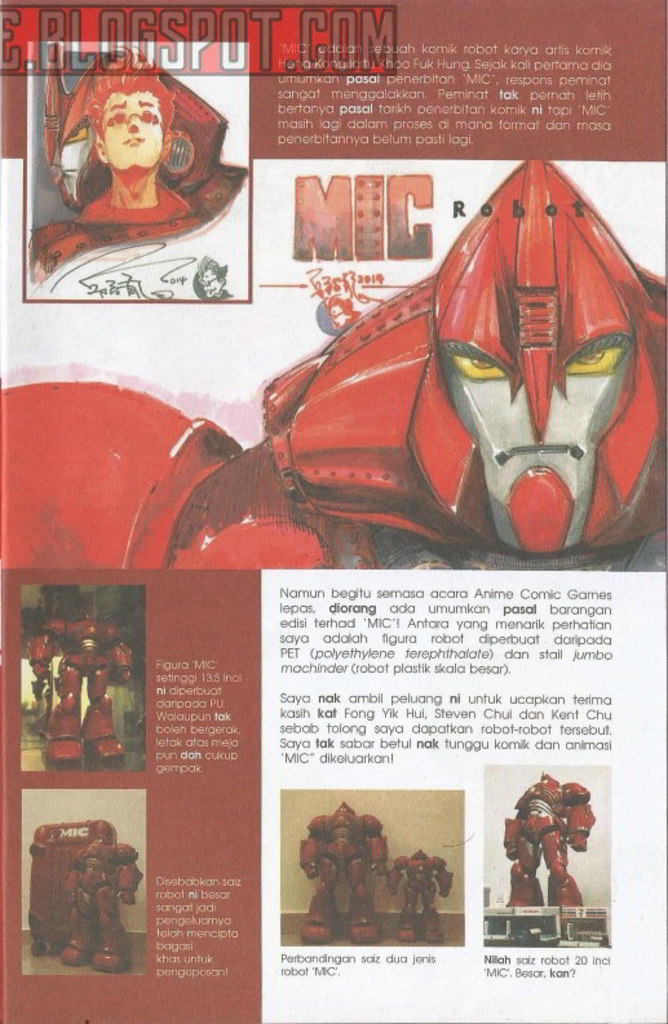 E.BLOGSPOT.COM
'MIC' adalah sebuah komik robot karya artis komik
Hong Kong iaitu Khoo Fuk Hung. Sejak kali pertama dia
umumkan pasal penerbitan 'MIC', respons peminat
sangat menggalakkan. Peminat tak pernah letih
bertanya pasal tarikh penerbitan komik ni tapi 'MIC'
masih lagi dalam proses di mana format dan masa
penerbitannya belum pasti lagi.
MIC Robot
2014
2014
Namun begitu semasa acara Anime Comic Games
lepas, diorang ada umumkan pasal barangan
edisi terhad 'MIC'! Antara yang menarik perhatian
saya adalah figura robot diperbuat daripada
PET (polyethylene terephthalate) dan stail jumbo
machinder (robot plastik skala besar).
Saya nak ambil peluang ni untuk ucapkan terima
kasih kat Fong Yik Hui, Steven Chui dan Kent Chu
sebab tolong saya dapatkan robot-robot tersebut.
Saya tak sabar betul nak tunggu komik dan animasi
'MIC" dikeluarkan!
Figura 'MIC'
setinggi 13.5 inci
ni diperbuat
daripada PU.
Walaupun tak
boleh bergerak,
letak atas meja
pun dah cukup
gempak.
MIC
Disebabkan saiz
robot ni besar
sangat jadi
pengeluarnya
telah mencipta
bagasi
khas untuk
pengeposan!
Perbandingan saiz dua jenis
robot 'MIC'.
Nilah saiz robot 20 inci
'MIC'. Besar, kan?